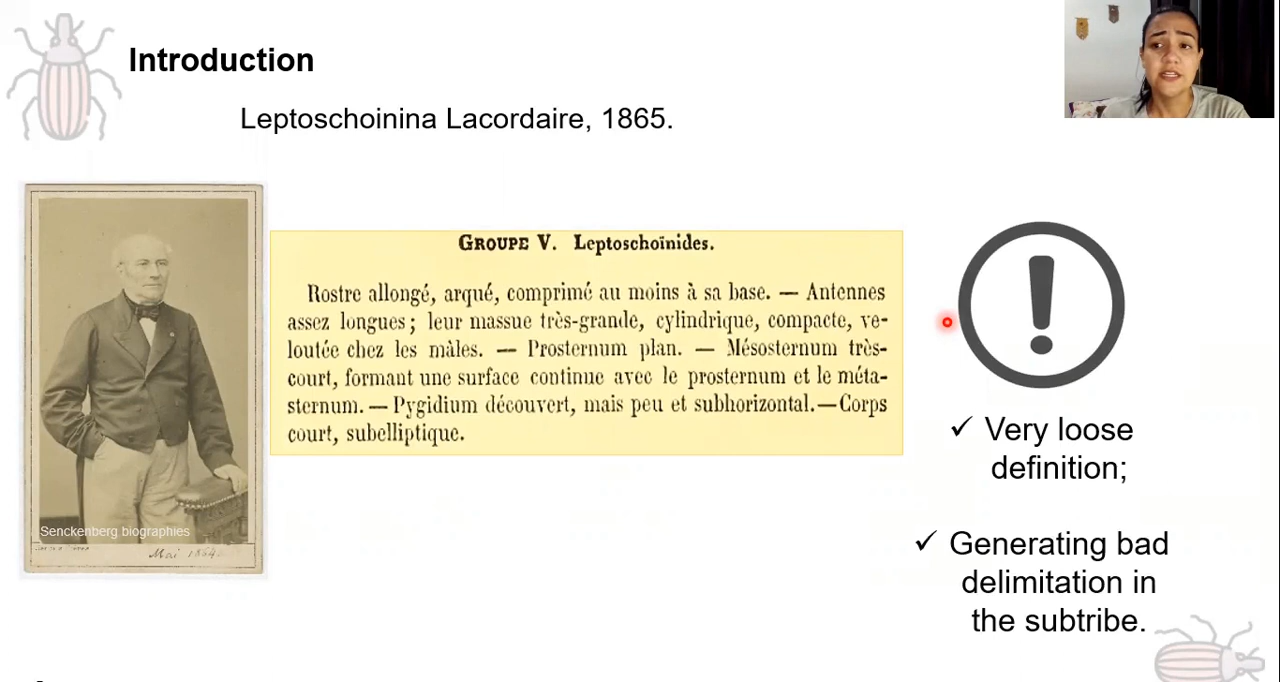 Introduction
Leptoschoinina Lacordaire, 1865.
GROUPE V. Leptoschoïnides.
Rostre allongé, arqué, comprimé au moins à sa base. — Antennes
assez longues; leur massue très-grande, cylindrique, compacte, ve-
loutée chez les mâles. — Prosternum plan. — Mésosternum très-
court, formant une surface continue avec le prosternum et le méta-
sternum. — Pygidium découvert, mais peu et subhorizontal. — Corps
court, subelliptique.
Senckenberg biographies
Mai 1864
✓ Very loose
definition;
✓ Generating bad
delimitation in
the subtribe.